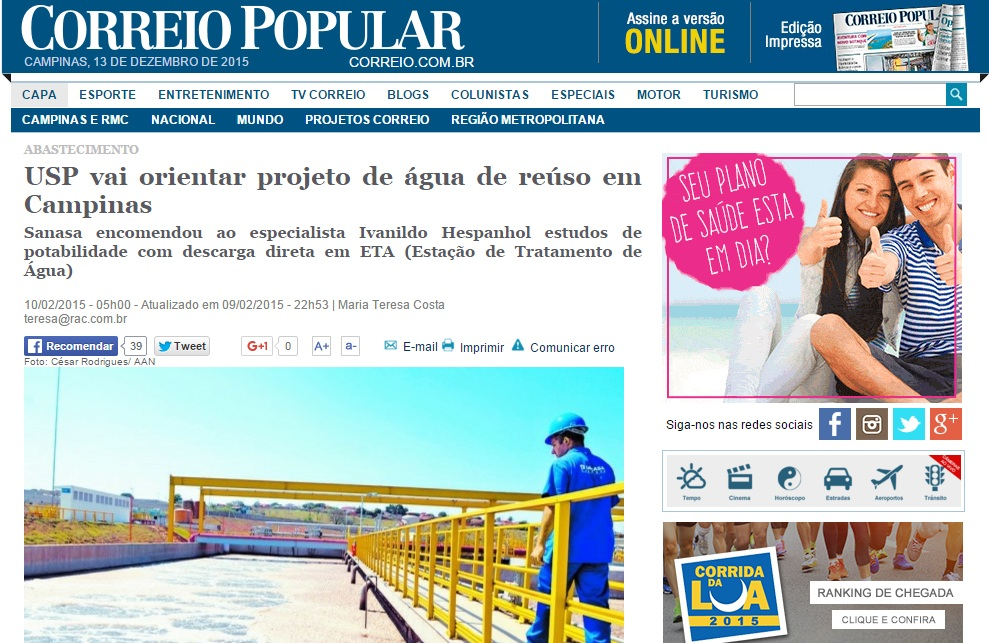 CORREIO POPULAR
CAMPINAS, 13 DE DEZEMBRO DE 2015
CORREIO.COM.BR
Assine a versão
ONLINE
Edição
Impressa
CAPA ESPORTE ENTRETENIMENTO TV CORREIO BLOGS COLUNISTAS ESPECIAIS MOTOR TURISMO
CAMPINAS E RMC NACIONAL MUNDO PROJETOS CORREIO REGIÃO METROPOLITANA
ABASTECIMENTO
USP vai orientar projeto de água de reúso em
Campinas
Sanasa encomendou ao especialista Ivanildo Hespanhol estudos de
potabilidade com descarga direta em ETA (Estação de Tratamento de
Água)
10/02/2015 - 05h00 - Atualizado em 09/02/2015 - 22h53 | Maria Teresa Costa
teresa@rac.com.br
Recomendar 39 Tweet G+1 0 A+ a- E-mail Imprimir Comunicar erro
Foto: César Rodrigues/ AAN
SEU PLANO
DE SAÚDE ESTA
EM DIA?
Siga-nos nas redes sociais
Tempo Cinema Horóscopo Estradas Aeroportos Trânsito
CORRIDA
DA
LUA
2015
RANKING DE CHEGADA
CLIQUE E CONFIRA